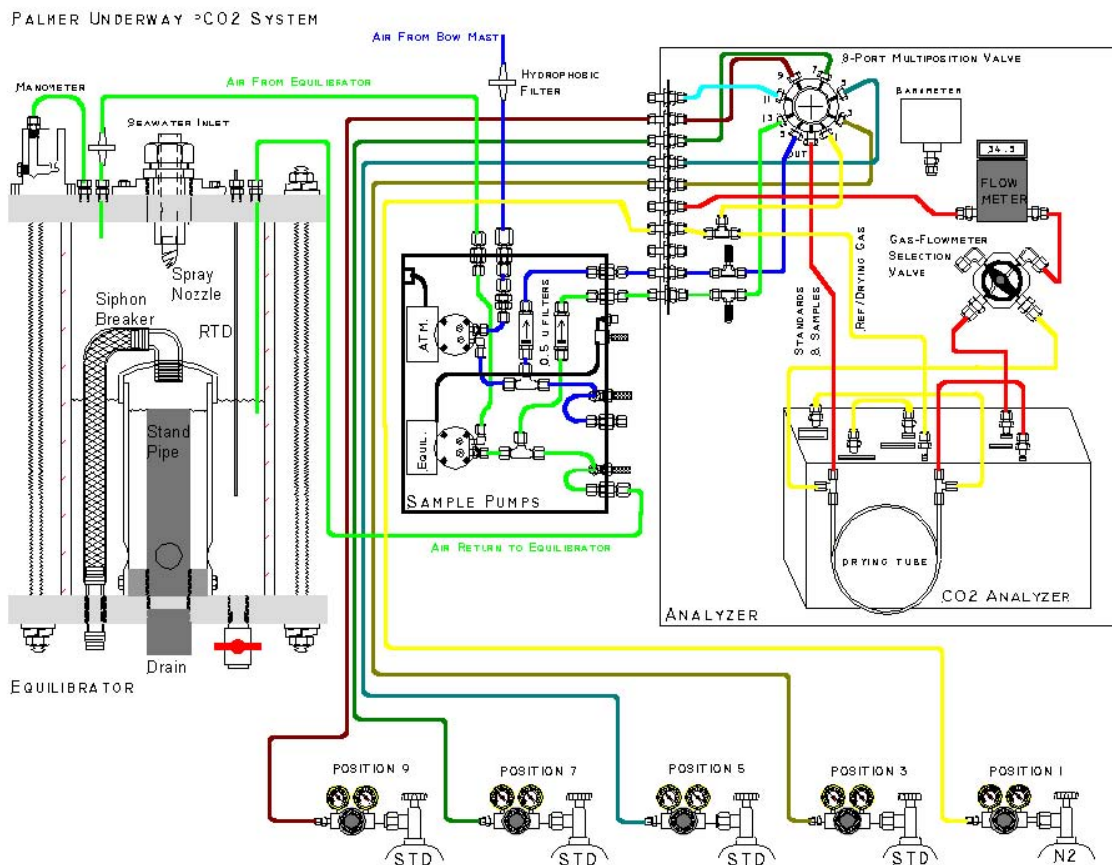 PALMER UNDERWAY PCO2 SYSTEM
AIR FROM BOW MAST
8-PORT MULTIPOSITION VALVE
AIR FROM EQUILIBRATOR
HYDROPHOBIC
FILTER
MANOMETER
SEAWATER INLET
BAROMETER
9
7
5
11
3
13
1
OUT
34.5
FLOW
METER
GAS-FLOWMETER
SELECTION
VALVE
Spray
Nozzle
Siphon
Breaker
RTD
ATM.
0.5 U FILTERS
STANDARDS
& SAMPLES
REF/DRYING GAS
Stand
Pipe
EQUIL.
SAMPLE PUMPS
AIR RETURN TO EQUILIBRATOR
DRYING TUBE
CO2 ANALYZER
ANALYZER
Drain
EQUILIBRATOR
POSITION 9
POSITION 7
POSITION 5
POSITION 3
POSITION 1
STD
STD
STD
STD
N2